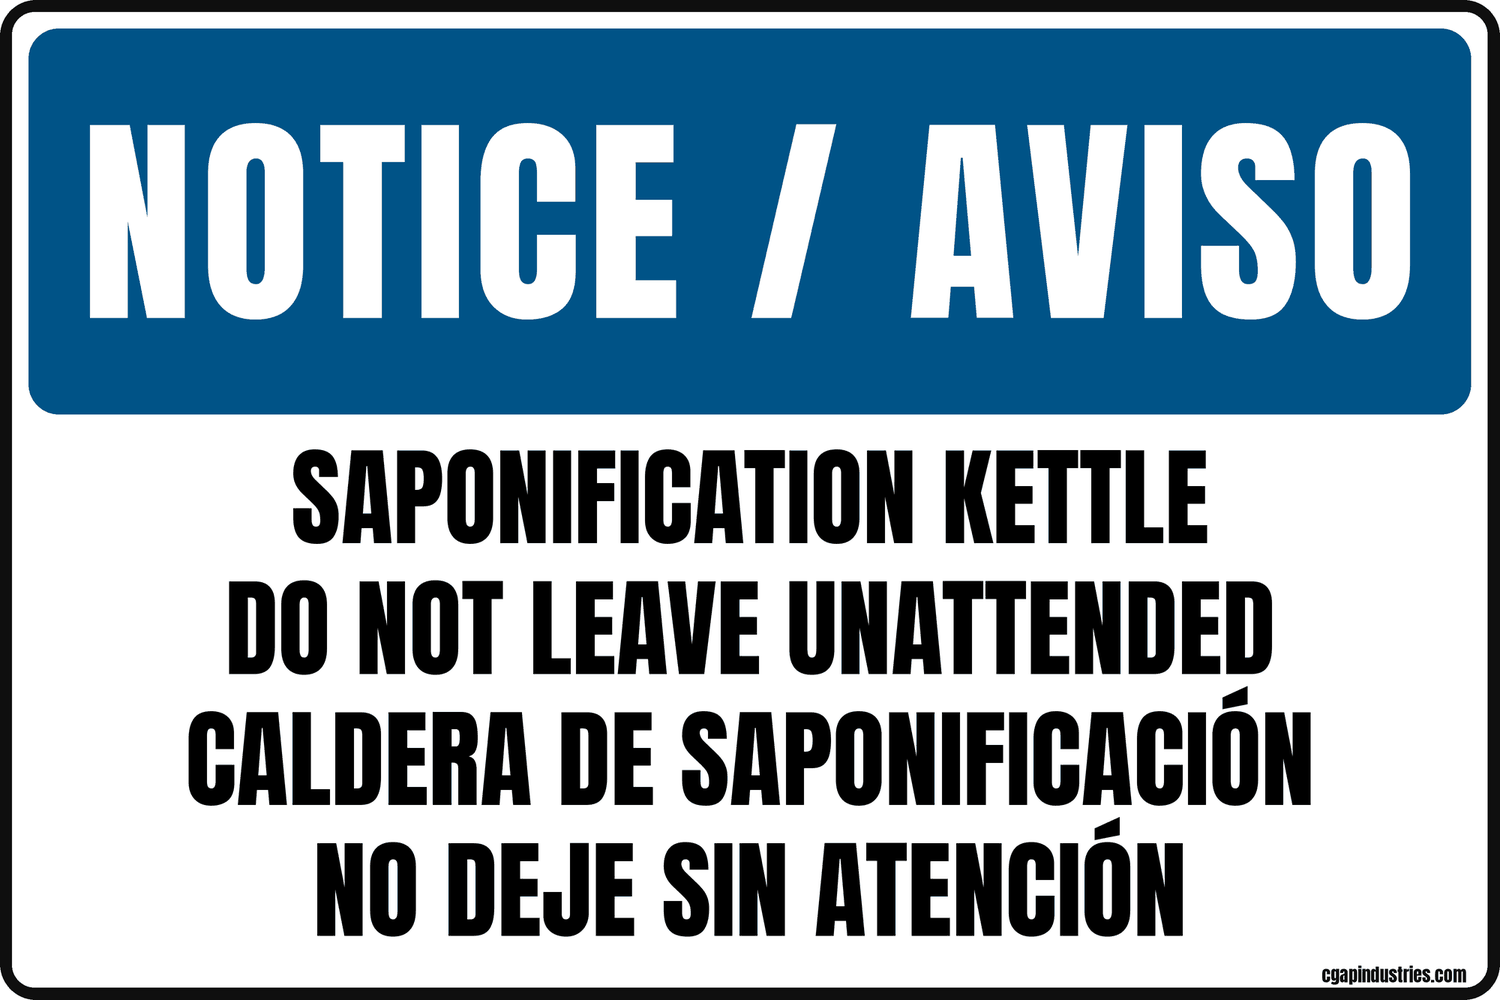 NOTICE / AVISO
SAPONIFICATION KETTLE
DO NOT LEAVE UNATTENDED
CALDERA DE SAPONIFICACIÓN
NO DEJE SIN ATENCIÓN
cgapindustries.com